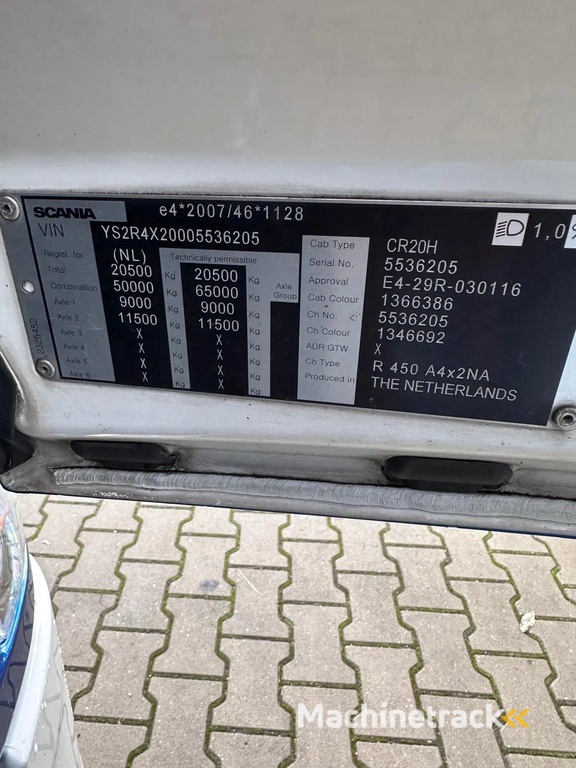 SCANIA e4*2007/46*1128
VIN YS2R4X20005536205
Regist. for (NL) Technically permissible
Total 20500 Kg 20500 Kg
Combination 50000 Kg 65000 Kg Axle Group
Axle 1 9000 Kg 9000 Kg
Axle 2 11500 Kg 11500 Kg
Axle 3 X Kg X Kg
Axle 4 X Kg X Kg
Axle 5 X Kg X Kg
Axle 6 X Kg X Kg
2325452
Cab Type CR20H
Serial No. 5536205
Approval E4-29R-030116
Cab Colour 1366386
Ch No. 5536205
Ch Colour 1346692
ADR GTW X
Ch Type R 450 A4x2NA
Produced in THE NETHERLANDS
1,0%
Machinetrack